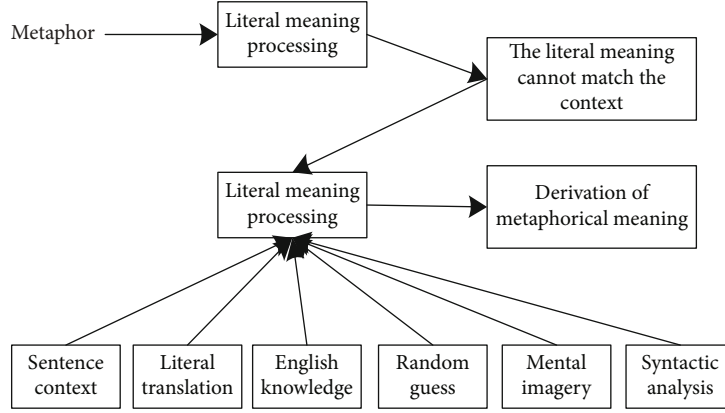 Metaphor
Literal meaning
processing
The literal meaning
cannot match the
context
Literal meaning
processing
Derivation of
metaphorical meaning
Sentence
context
Literal
translation
English
knowledge
Random
guess
Mental
imagery
Syntactic
analysis